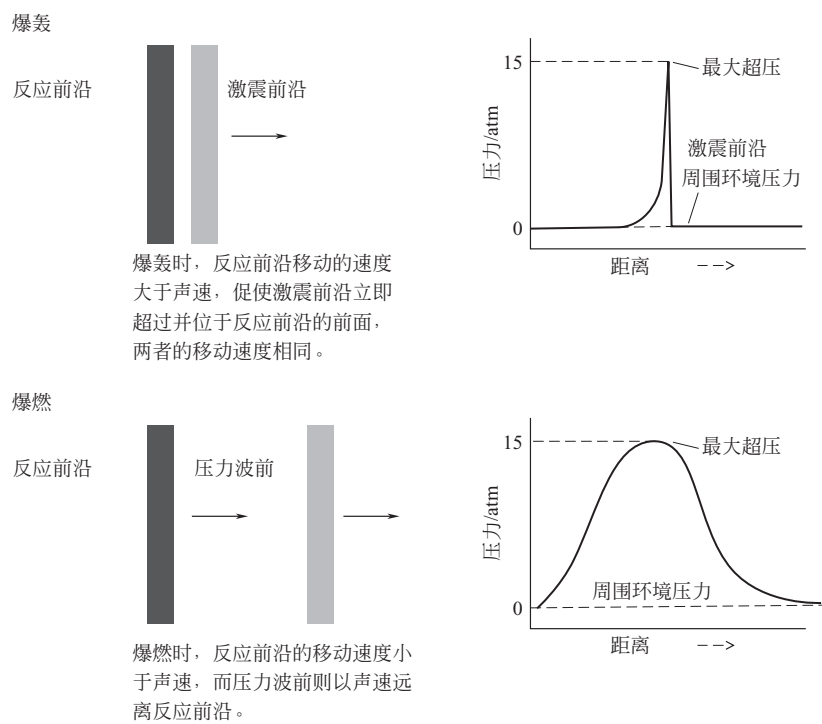 爆轰
反应前沿
激震前沿
爆轰时，反应前沿移动的速度
大于声速，促使激震前沿立即
超过并位于反应前沿的前面，
两者的移动速度相同。
压力/atm
15
最大超压
激震前沿
周围环境压力
0
距离 -->
爆燃
反应前沿
压力波前
爆燃时，反应前沿的移动速度小
于声速，而压力波前则以声速远
离反应前沿。
压力/atm
15
最大超压
周围环境压力
0
距离 -->